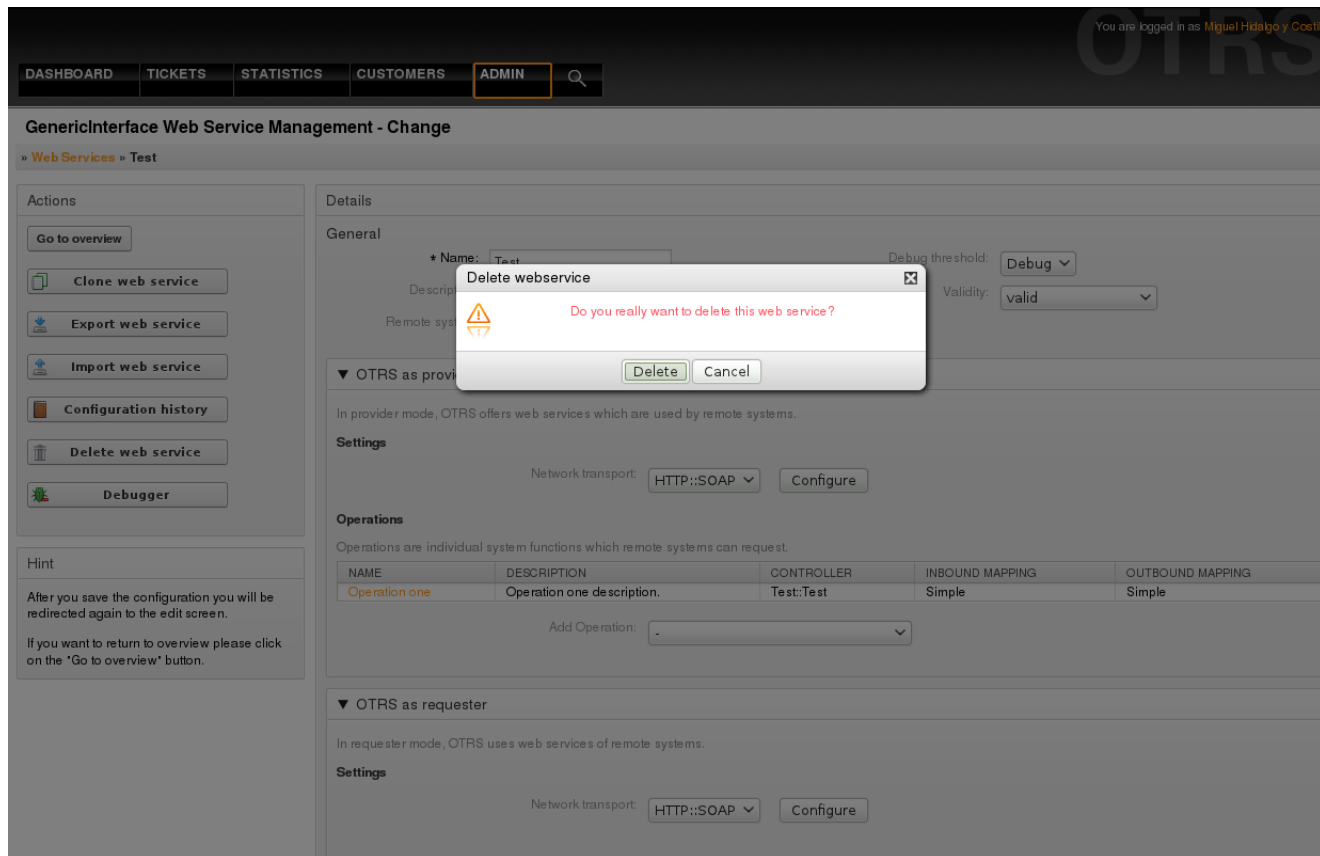 OTRS
You are logged in as Miguel Hidalgo y Costi
DASHBOARD TICKETS STATISTICS CUSTOMERS ADMIN
GenericInterface Web Service Management - Change
» Web Services » Test
Actions
Go to overview
Clone web service
Export web service
Import web service
Configuration history
Delete web service
Debugger
Hint
After you save the configuration you will be
redirected again to the edit screen.
If you want to return to overview please click
on the "Go to overview" button.
Details
General
* Name: Test
Debug threshold: Debug
Descript
Validity: valid
Remote syst
Delete webservice
Do you really want to delete this web service?
Delete Cancel
▼ OTRS as provi
In provider mode, OTRS offers web services which are used by remote systems.
Settings
Network transport: HTTP::SOAP Configure
Operations
Operations are individual system functions which remote systems can request.
NAME DESCRIPTION CONTROLLER INBOUND MAPPING OUTBOUND MAPPING
Operation one Operation one description. Test::Test Simple Simple
Add Operation: -
▼ OTRS as requester
In requester mode, OTRS uses web services of remote systems.
Settings
Network transport: HTTP::SOAP Configure